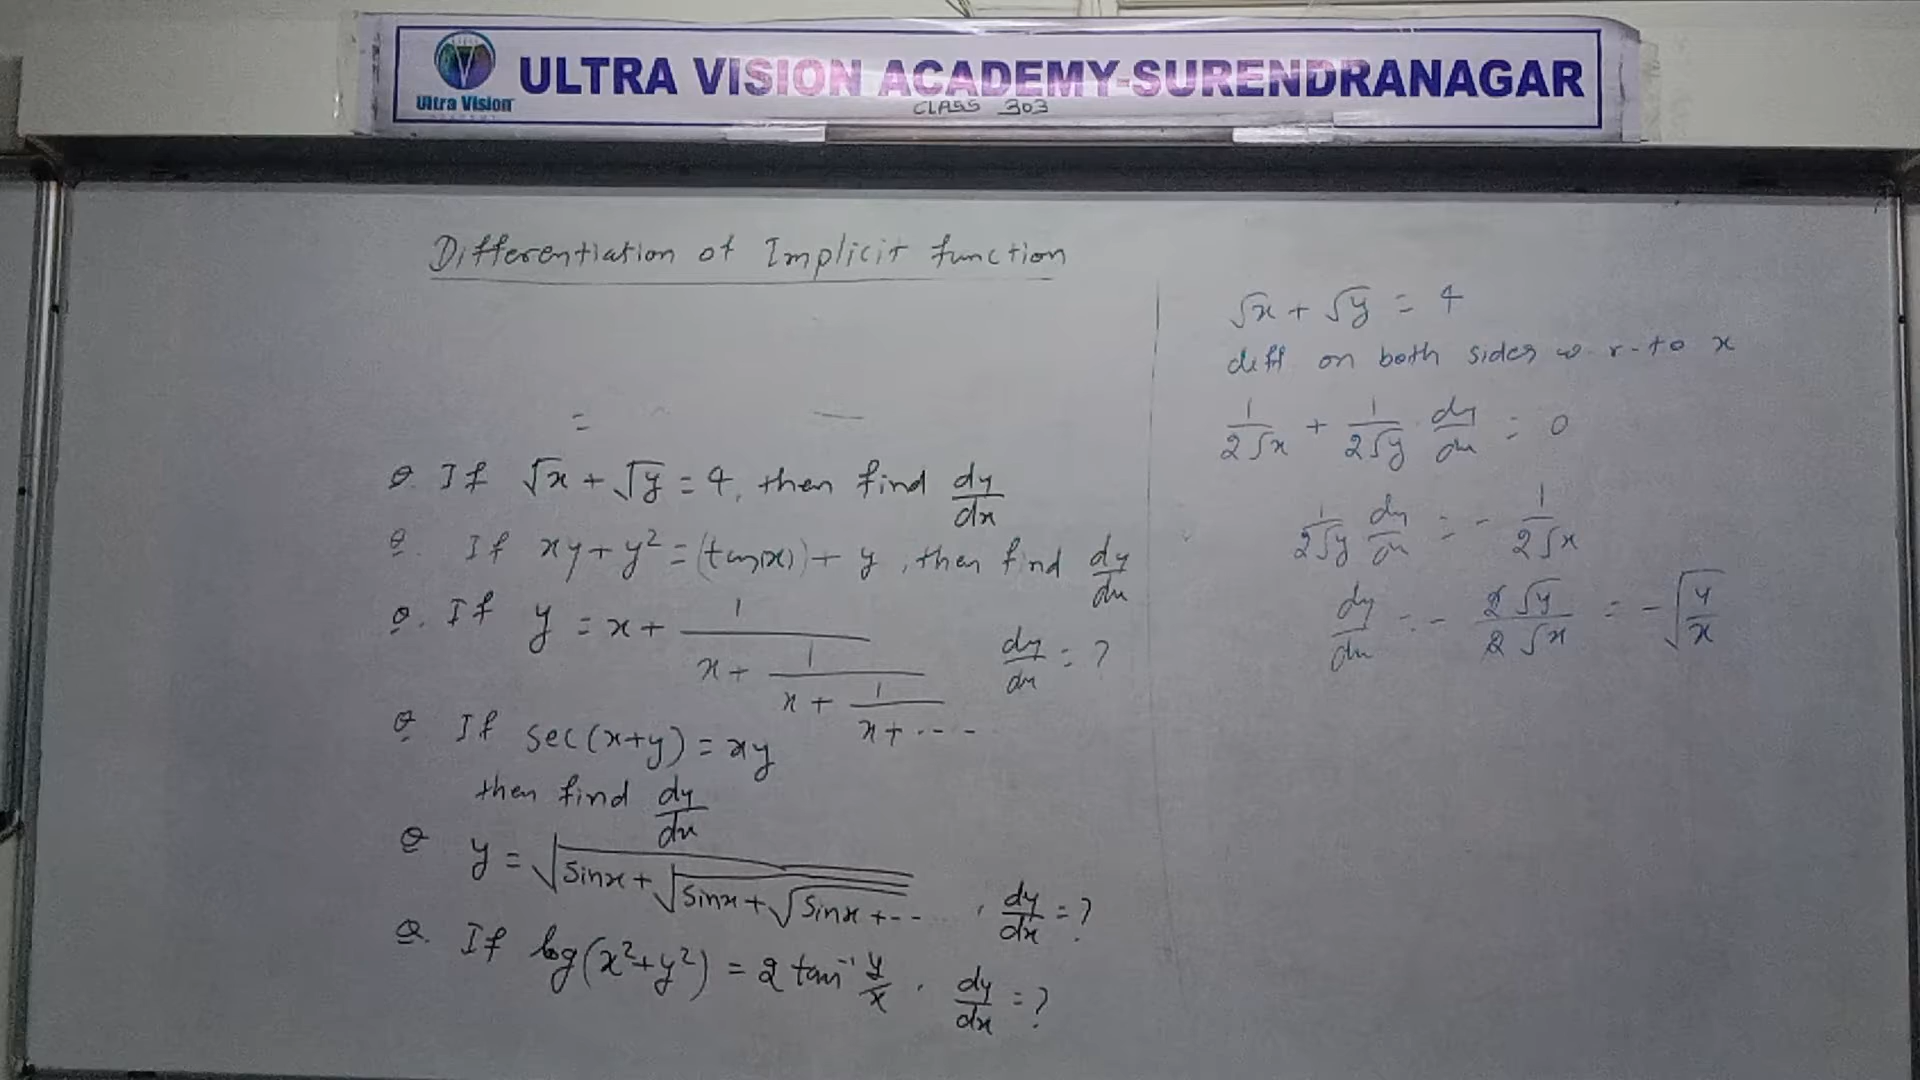 Ultra Vision
ULTRA VISION ACADEMY-SURENDRANAGAR
CLASS 303
Differentiation of Implicit function
=
Q. If √x + √y = 4, then find dy/dx
Q. If xy + y² = (tan(x)) + y, then find dy/dx
Q. If y = x + 1/(x + 1/(x + 1/(x + ----
dy/dx = ?
Q If sec(x+y) = xy
then find dy/dx
Q y = √(sinx + √(sinx + √(sinx + --- , dy/dx = ?
Q. If log(x²+y²) = 2 tan⁻¹ y/x , dy/dx = ?
√x + √y = 4
diff on both sides w.r-to x
1/(2√x) + 1/(2√y) · dy/dx = 0
1/(2√y) dy/dx = - 1/(2√x)
dy/dx = - 2√y/(2√x) = -√(y/x)